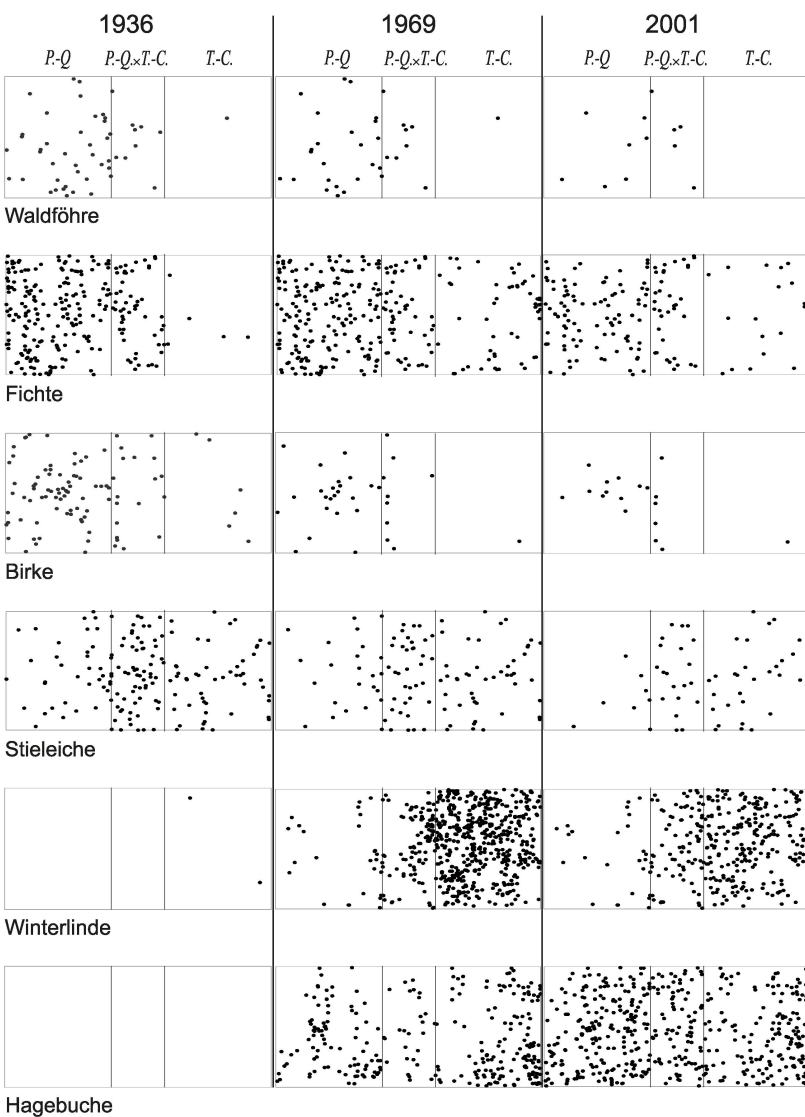 1936 1969 2001
P.-Q P.-Q.×T.-C. T.-C. P.-Q P.-Q.×T.-C. T.-C. P.-Q P.-Q.×T.-C. T.-C.
Waldföhre
Fichte
Birke
Stieleiche
Winterlinde
Hagebuche